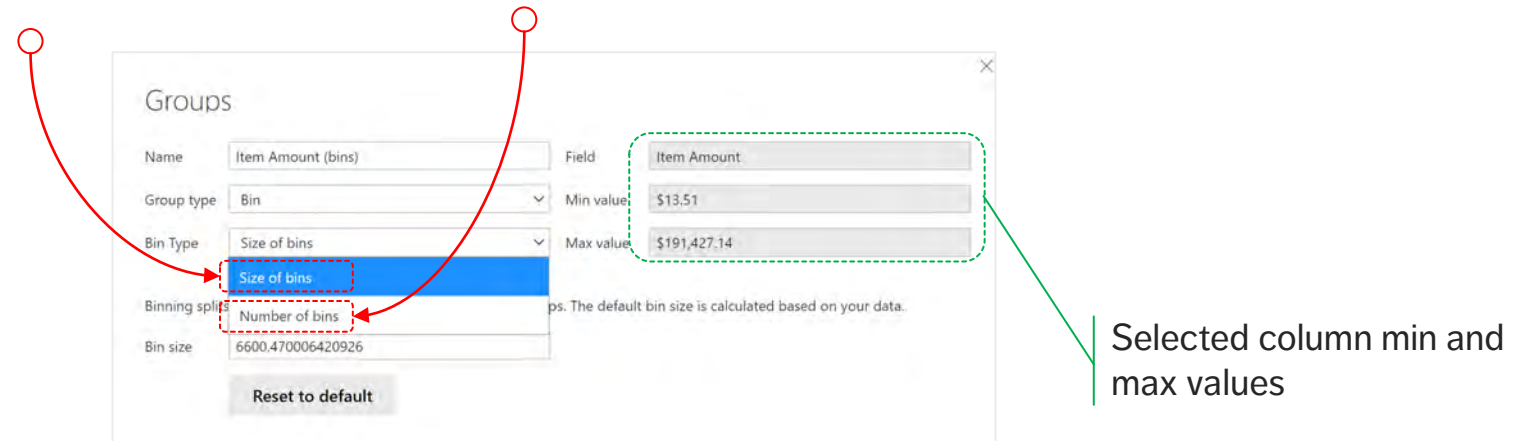 Groups
Name Item Amount (bins) Field Item Amount
Group type Bin Min value $13.51
Bin Type Size of bins Max value $191,427.14
Size of bins
Binning splits ps. The default bin size is calculated based on your data.
Number of bins
Bin size 6600.470006420926
Reset to default
Selected column min and
max values